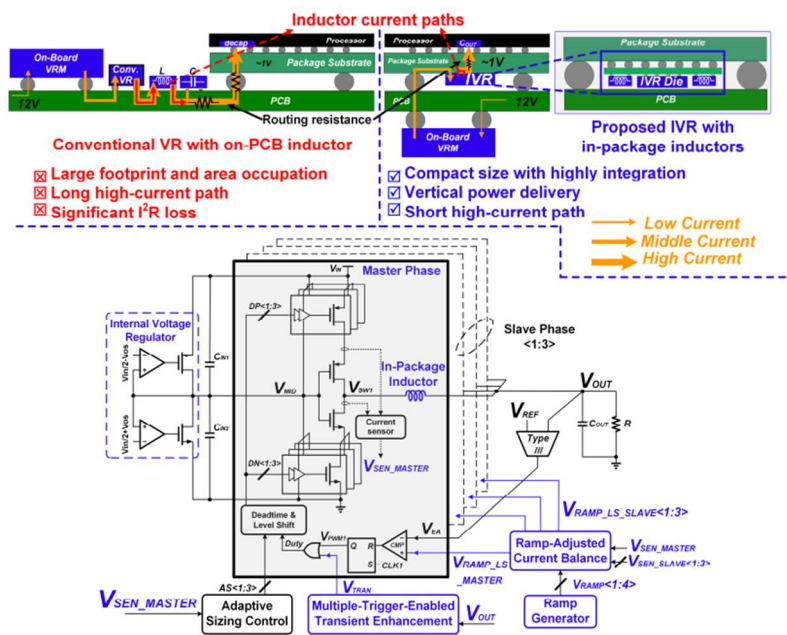 Inductor current paths
On-Board
VRM
Conv.
VR
L
C
decap
Processor
~1V
Package Substrate
12V
PCB
Routing resistance
Processor
COUT
Package Substrate
~1V
IVR
PCB
12V
On-Board
VRM
Package Substrate
IVR Die
PCB
Conventional VR with on-PCB inductor
Large footprint and area occupation
Long high-current path
Significant I²R loss
Proposed IVR with
in-package inductors
Compact size with highly integration
Vertical power delivery
Short high-current path
Low Current
Middle Current
High Current
VIN
Master Phase
DP<1:3>
Internal Voltage
Regulator
Vin/2-Vos
Vin/2+Vos
CIN1
CIN2
VMID
VSW1
In-Package
Inductor
Current
sensor
VSEN_MASTER
DN<1:3>
Slave Phase
<1:3>
VOUT
VREF
Type
III
COUT
R
Deadtime &
Level Shift
Duty
VPWM1
Q
R
S
CLK1
CMP
VEA
VRAMP_LS
_MASTER
VRAMP_LS_SLAVE<1:3>
Ramp-Adjusted
Current Balance
VSEN_MASTER
VSEN_SLAVE<1:3>
VRAMP<1:4>
Ramp
Generator
AS<1:3>
VSEN_MASTER
Adaptive
Sizing Control
VTRAN
Multiple-Trigger-Enabled
Transient Enhancement
VOUT